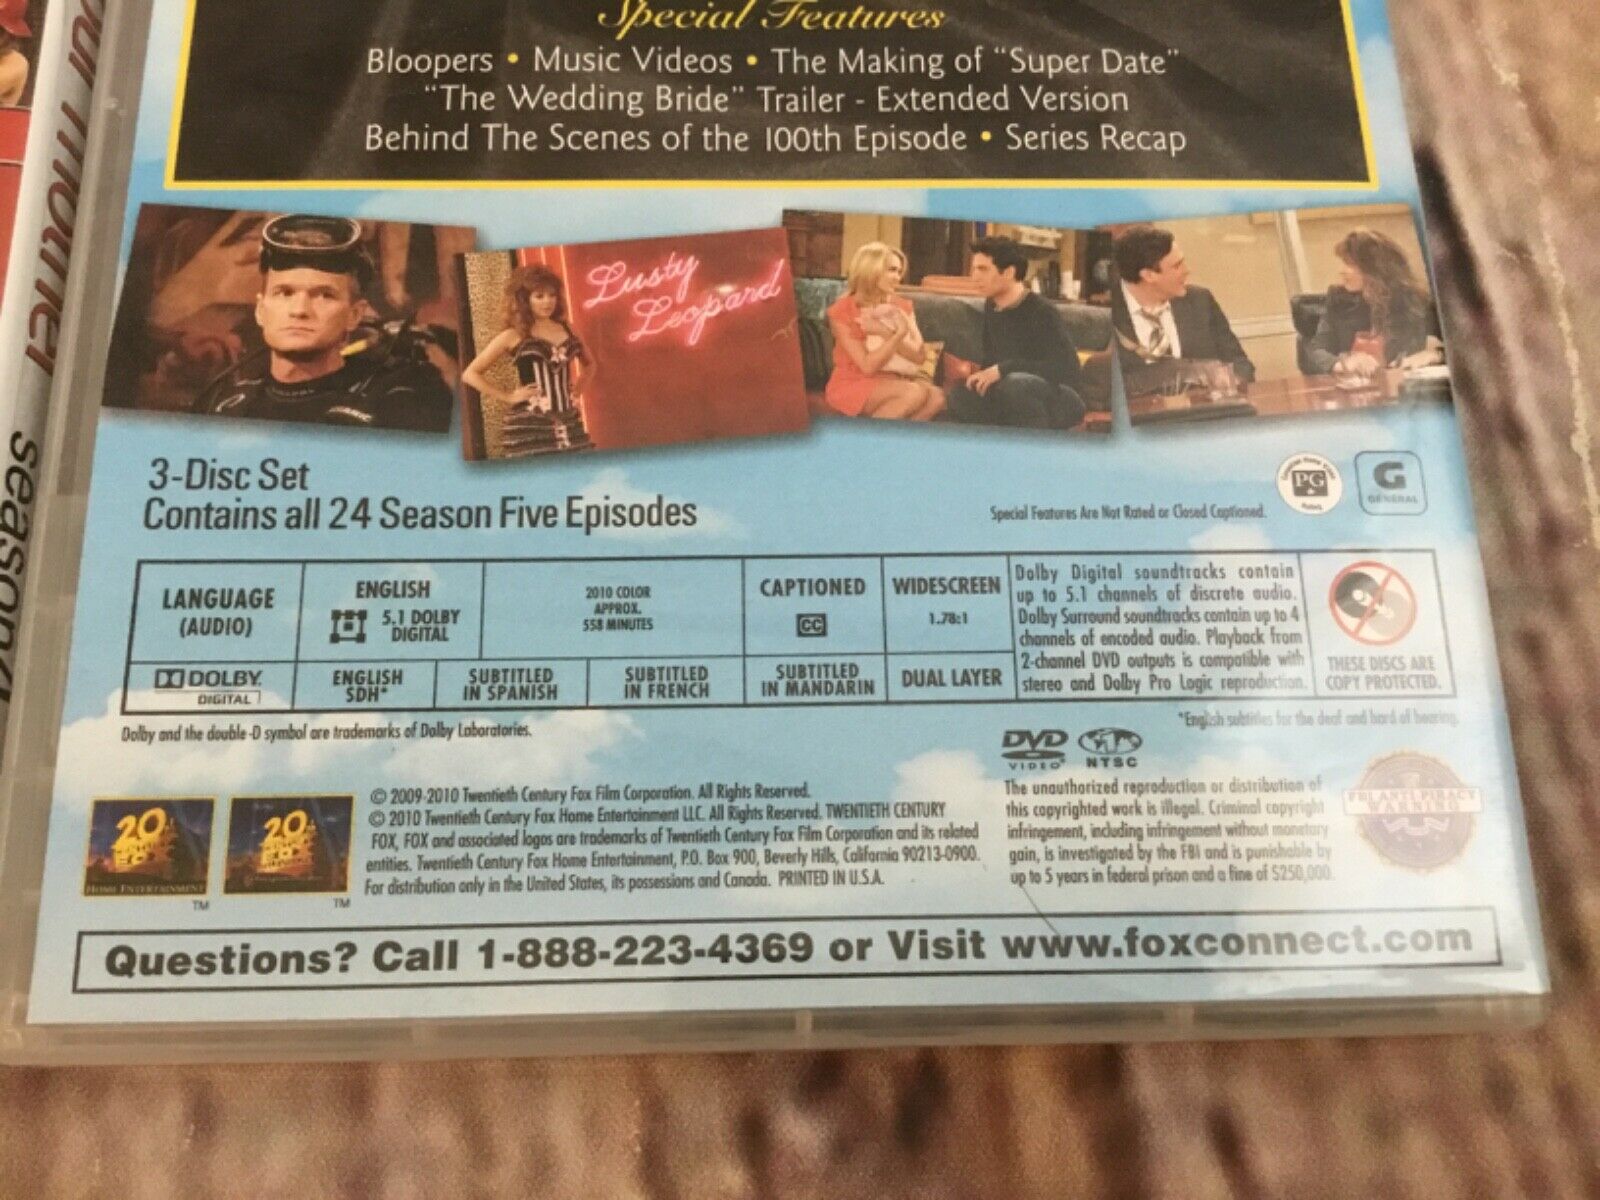 Special Features
Bloopers • Music Videos • The Making of "Super Date"
"The Wedding Bride" Trailer - Extended Version
Behind The Scenes of the 100th Episode • Series Recap
Lusty
Leopard
3-Disc Set
Contains all 24 Season Five Episodes
Special Features Are Not Rated or Closed Captioned.
PG
G
GENERAL
LANGUAGE
(AUDIO)
ENGLISH
5.1 DOLBY
DIGITAL
2010 COLOR
APPROX.
558 MINUTES
CAPTIONED
CC
WIDESCREEN
1.78:1
DOLBY
DIGITAL
ENGLISH
SDH*
SUBTITLED
IN SPANISH
SUBTITLED
IN FRENCH
SUBTITLED
IN MANDARIN
DUAL LAYER
Dolby Digital soundtracks contain
up to 5.1 channels of discrete audio.
Dolby Surround soundtracks contain up to 4
channels of encoded audio. Playback from
2-channel DVD outputs is compatible with
stereo and Dolby Pro Logic reproduction.
THESE DISCS ARE
COPY PROTECTED.
*English subtitles for the deaf and hard of hearing.
Dolby and the double-D symbol are trademarks of Dolby Laboratories.
DVD
VIDEO
NTSC
© 2009-2010 Twentieth Century Fox Film Corporation. All Rights Reserved.
© 2010 Twentieth Century Fox Home Entertainment LLC. All Rights Reserved. TWENTIETH CENTURY
FOX, FOX and associated logos are trademarks of Twentieth Century Fox Film Corporation and its related
entities. Twentieth Century Fox Home Entertainment, P.O. Box 900, Beverly Hills, California 90213-0900.
For distribution only in the United States, its possessions and Canada. PRINTED IN U.S.A.
The unauthorized reproduction or distribution of
this copyrighted work is illegal. Criminal copyright
infringement, including infringement without monetary
gain, is investigated by the FBI and is punishable by
up to 5 years in federal prison and a fine of $250,000.
FBI ANTI-PIRACY
WARNING
20
FOX
HOME ENTERTAINMENT
TM
20
FOX
TM
Questions? Call 1-888-223-4369 or Visit www.foxconnect.com
our mother
season